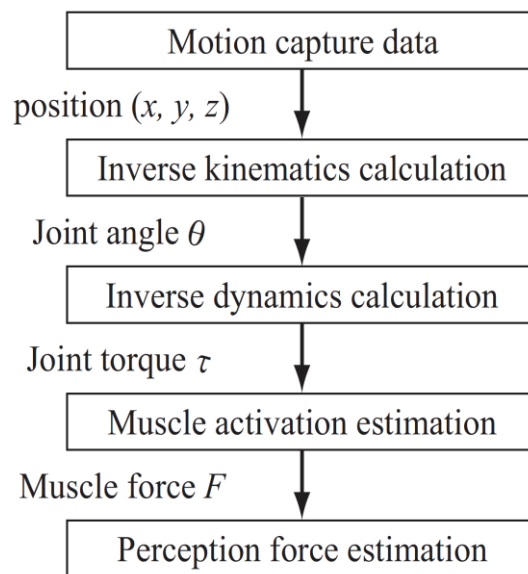 Motion capture data
position (x, y, z)
Inverse kinematics calculation
Joint angle θ
Inverse dynamics calculation
Joint torque τ
Muscle activation estimation
Muscle force F
Perception force estimation